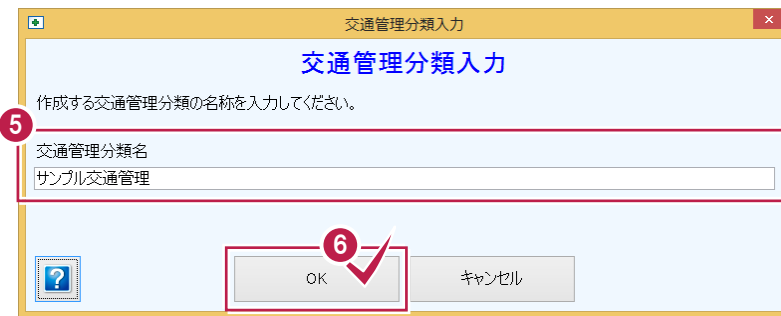 交通管理分類入力
交通管理分類入力
作成する交通管理分類の名称を入力してください。
5
交通管理分類名
サンプル交通管理
6
?
OK
キャンセル